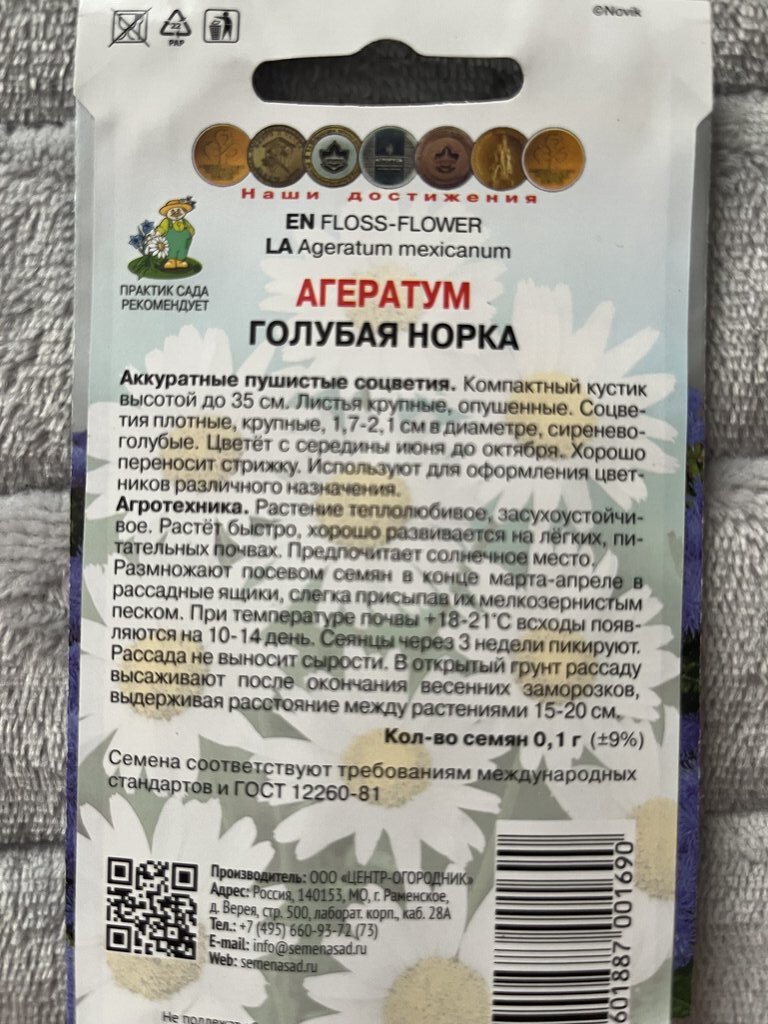 ©Novik
22
PAP
Наши достижения
EN FLOSS-FLOWER
LA Ageratum mexicanum
ПРАКТИК САДА
РЕКОМЕНДУЕТ
АГЕРАТУМ
ГОЛУБАЯ НОРКА
Аккуратные пушистые соцветия. Компактный кустик
высотой до 35 см. Листья крупные, опушенные. Соцве-
тия плотные, крупные, 1,7-2,1 см в диаметре, сиренево-
голубые. Цветёт с середины июня до октября. Хорошо
переносит стрижку. Используют для оформления цвет-
ников различного назначения.
Агротехника. Растение теплолюбивое, засухоустойчи-
вое. Растёт быстро, хорошо развивается на лёгких, пи-
тательных почвах. Предпочитает солнечное место.
Размножают посевом семян в конце марта-апреле в
рассадные ящики, слегка присыпав их мелкозернистым
песком. При температуре почвы +18-21°С всходы появ-
ляются на 10-14 день. Сеянцы через 3 недели пикируют.
Рассада не выносит сырости. В открытый грунт рассаду
высаживают после окончания весенних заморозков,
выдерживая расстояние между растениями 15-20 см.
Кол-во семян 0,1 г (±9%)
Семена соответствуют требованиям международных
стандартов и ГОСТ 12260-81
Производитель: ООО «ЦЕНТР-ОГОРОДНИК»
Адрес: Россия, 140153, МО, г. Раменское,
д. Верея, стр. 500, лаборат. корп., каб. 28А
Тел.: +7 (495) 660-93-72 (73)
E-mail: info@semenasad.ru
Web: semenasad.ru
601887 001690
Не